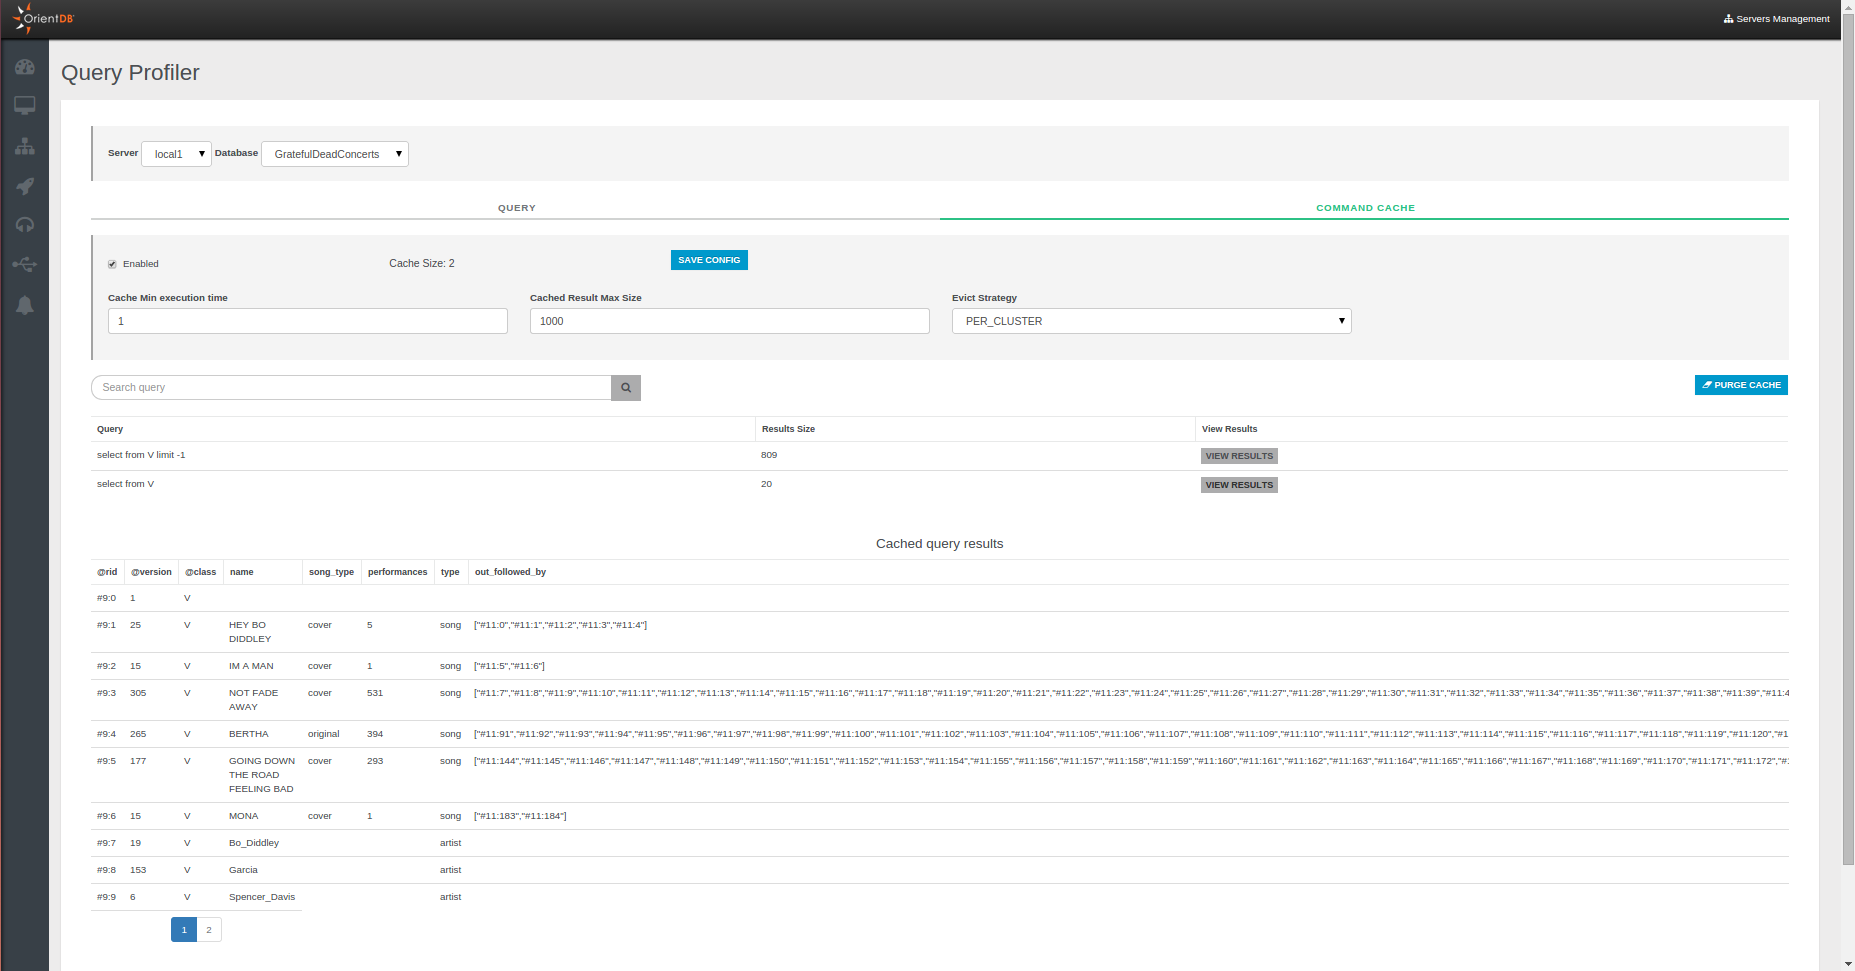 OrientDB
Servers Management
Query Profiler
Server local1 Database GratefulDeadConcerts
QUERY COMMAND CACHE
Enabled Cache Size: 2 SAVE CONFIG
Cache Min execution time Cached Result Max Size Evict Strategy
1 1000 PER_CLUSTER
Search query PURGE CACHE
Query Results Size View Results
select from V limit -1 809 VIEW RESULTS
select from V 20 VIEW RESULTS
Cached query results
@rid @version @class name song_type performances type out_followed_by
#9:0 1 V
#9:1 25 V HEY BO cover 5 song ["#11:0","#11:1","#11:2","#11:3","#11:4"]
DIDDLEY
#9:2 15 V IM A MAN cover 1 song ["#11:5","#11:6"]
#9:3 305 V NOT FADE cover 531 song ["#11:7","#11:8","#11:9","#11:10","#11:11","#11:12","#11:13","#11:14","#11:15","#11:16","#11:17","#11:18","#11:19","#11:20","#11:21","#11:22","#11:23","#11:24","#11:25","#11:26","#11:27","#11:28","#11:29","#11:30","#11:31","#11:32","#11:33","#11:34","#11:35","#11:36","#11:37","#11:38","#11:39","#11:4
AWAY
#9:4 265 V BERTHA original 394 song ["#11:91","#11:92","#11:93","#11:94","#11:95","#11:96","#11:97","#11:98","#11:99","#11:100","#11:101","#11:102","#11:103","#11:104","#11:105","#11:106","#11:107","#11:108","#11:109","#11:110","#11:111","#11:112","#11:113","#11:114","#11:115","#11:116","#11:117","#11:118","#11:119","#11:120","#1
#9:5 177 V GOING DOWN cover 293 song ["#11:144","#11:145","#11:146","#11:147","#11:148","#11:149","#11:150","#11:151","#11:152","#11:153","#11:154","#11:155","#11:156","#11:157","#11:158","#11:159","#11:160","#11:161","#11:162","#11:163","#11:164","#11:165","#11:166","#11:167","#11:168","#11:169","#11:170","#11:171","#11:172","#1
THE ROAD
FEELING BAD
#9:6 15 V MONA cover 1 song ["#11:183","#11:184"]
#9:7 19 V Bo_Diddley artist
#9:8 153 V Garcia artist
#9:9 6 V Spencer_Davis artist
1 2